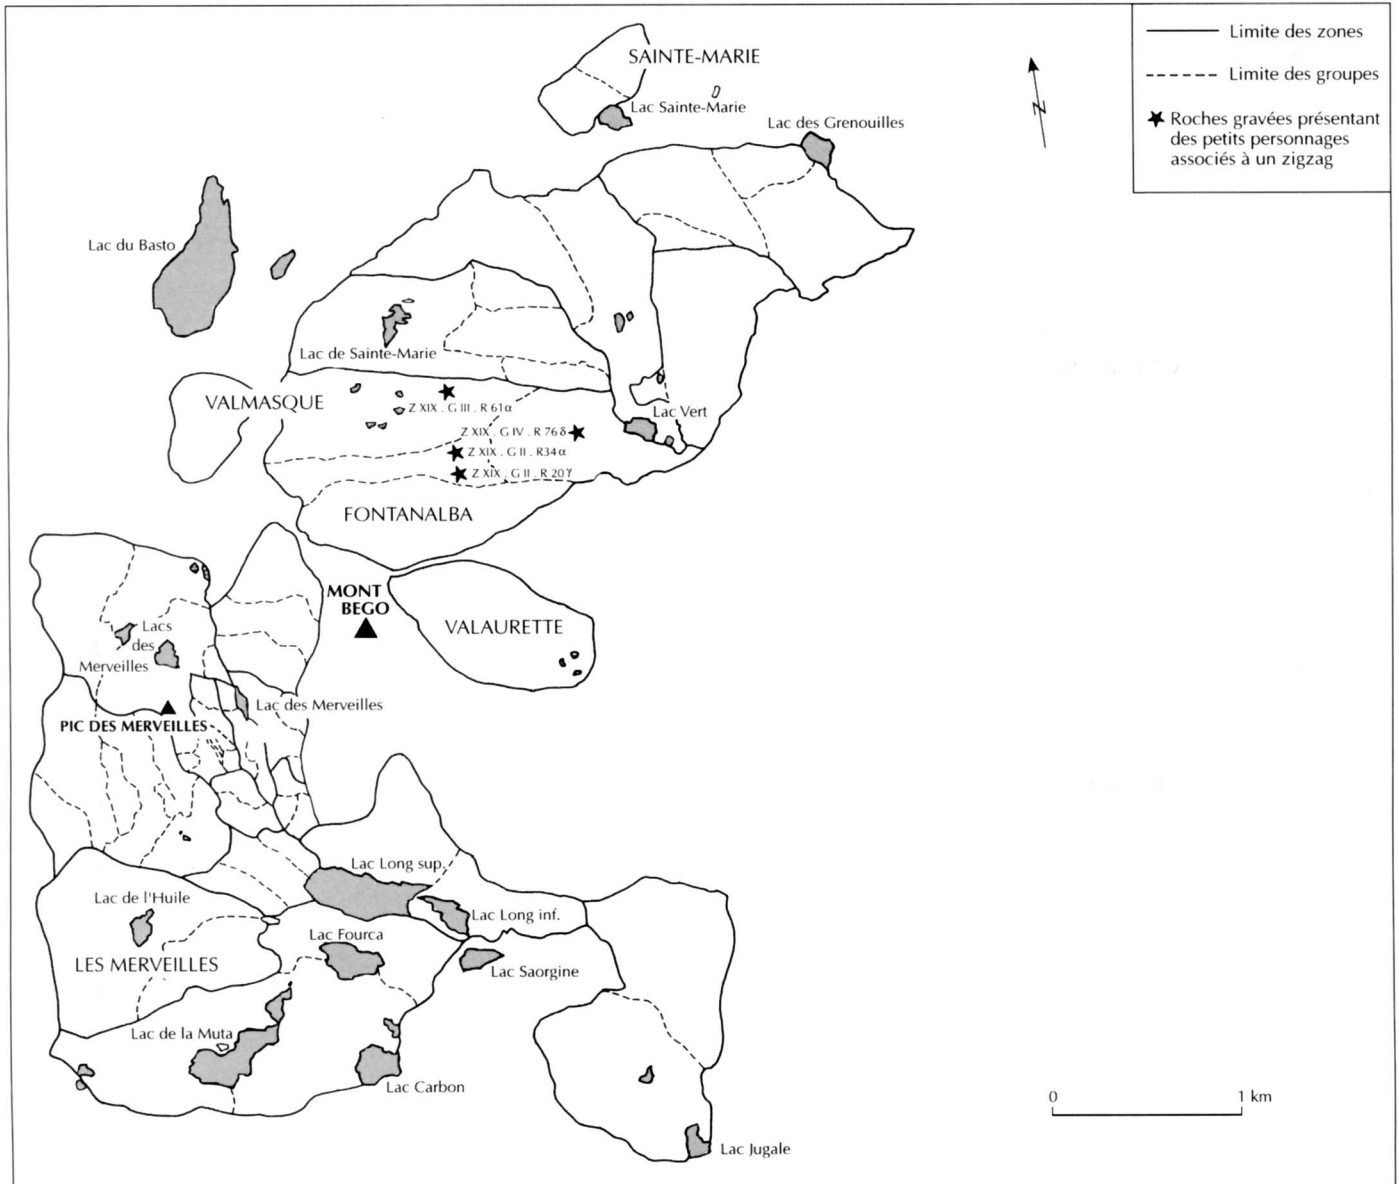 Limite des zones
Limite des groupes
Roches gravées présentant
des petits personnages
associés à un zigzag
N
SAINTE-MARIE
Lac Sainte-Marie
Lac des Grenouilles
Lac du Basto
Lac de Sainte-Marie
VALMASQUE
Z XIX . G III . R 61α
Lac Vert
Z XIX . G IV . R 76δ
Z XIX . G II . R34α
Z XIX . G II . R 20γ
FONTANALBA
MONT
BEGO
VALAURETTE
Lacs
des
Merveilles
Lac des Merveilles
PIC DES MERVEILLES
Lac Long sup.
Lac de l'Huile
Lac Long inf.
Lac Fourca
LES MERVEILLES
Lac Saorgine
Lac de la Muta
Lac Carbon
0 1 km
Lac Jugale